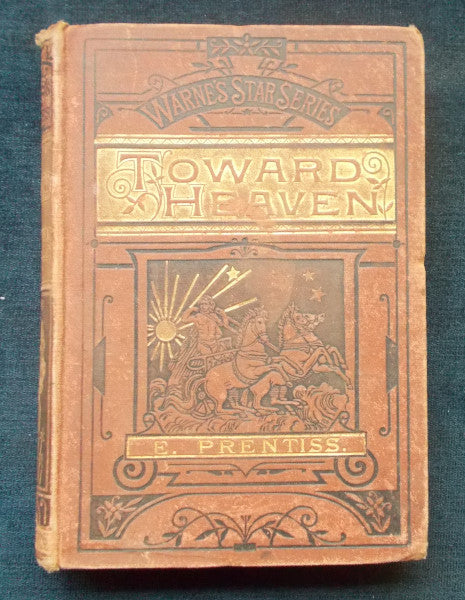 WARNE'S STAR SERIES
TOWARD
HEAVEN
E. PRENTISS.